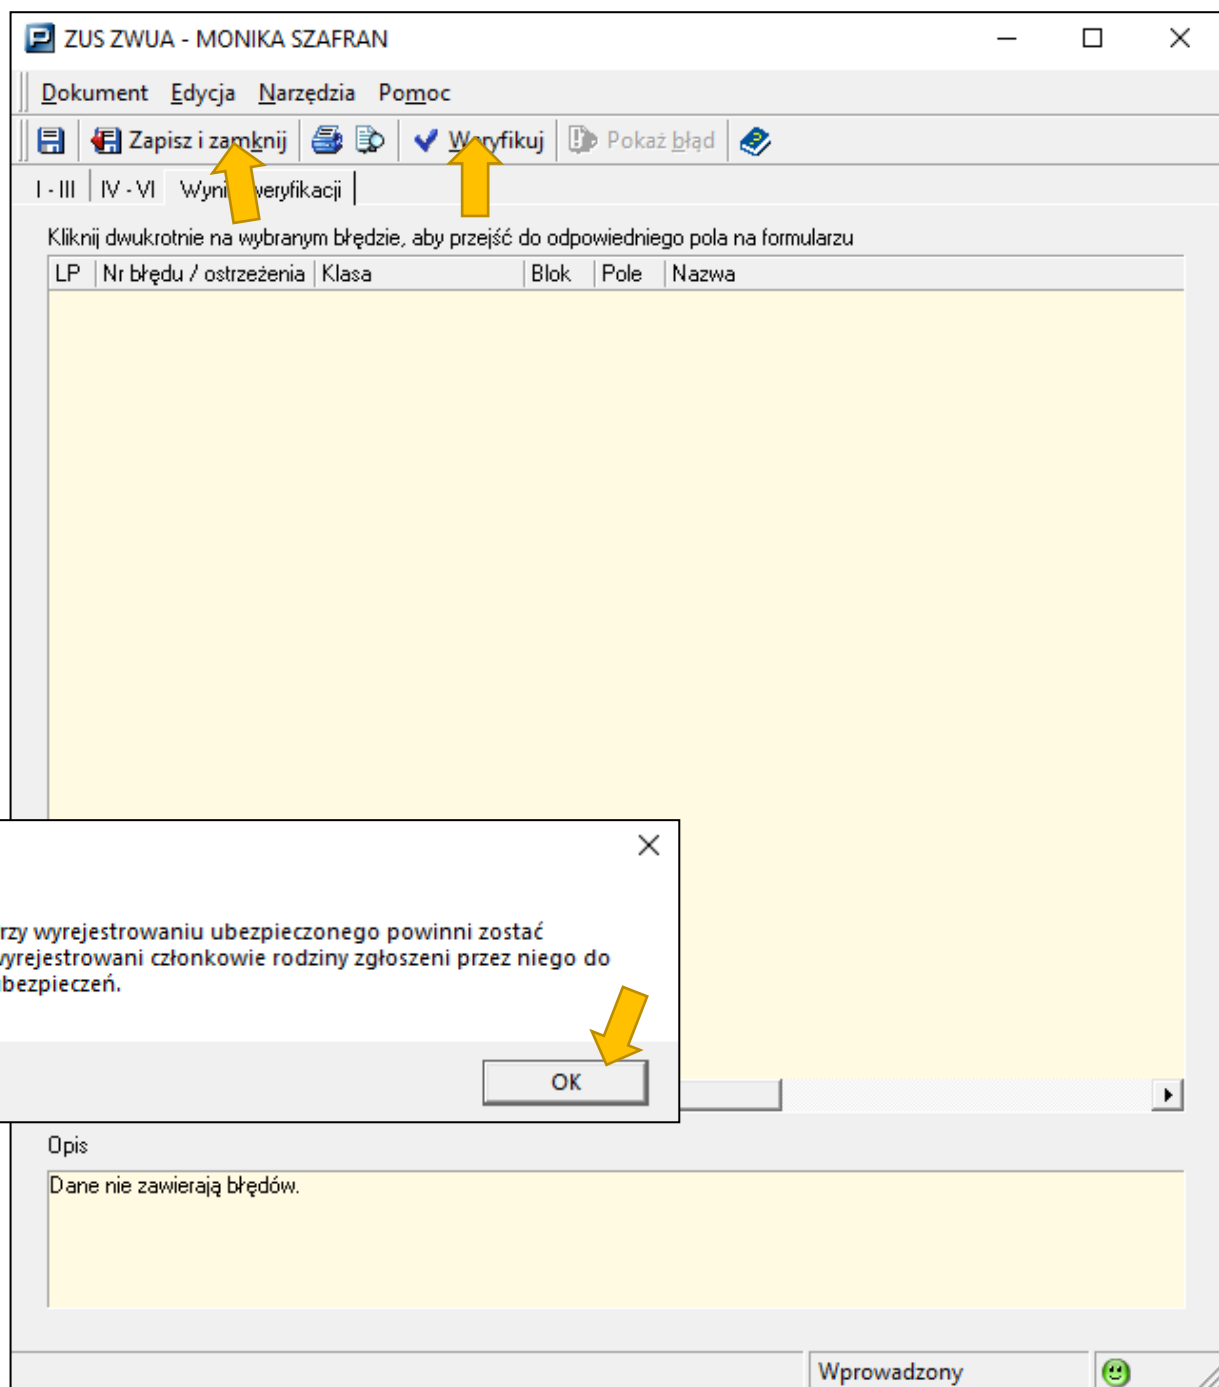 ZUS ZWUA - MONIKA SZAFRAN
Dokument Edycja Narzędzia Pomoc
Zapisz i zamknij Weryfikuj Pokaż błąd
I - III IV - VI weryfikacji
Kliknij dwukrotnie na wybranym błędzie, aby przejść do odpowiedniego pola na formularzu
LP Nr błędu / ostrzeżenia Klasa Blok Pole Nazwa
rzy wyrejestrowaniu ubezpieczonego powinni zostać
wyrejestrowani członkowie rodziny zgłoszeni przez niego do
ubezpieczeń.
OK
Opis
Dane nie zawierają błędów.
Wprowadzony